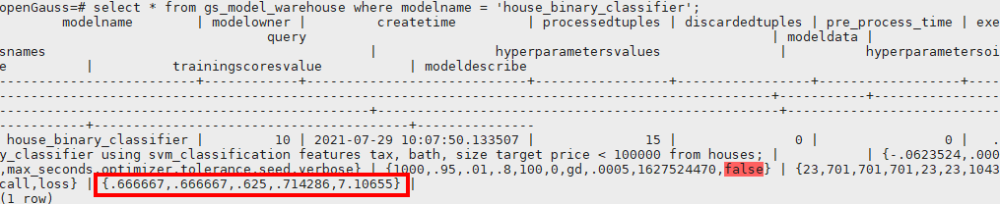 openGauss=# select * from gs_model_warehouse where modelname = 'house_binary_classifier';
modelname | modelowner | createtime | processedtuples | discardedtuples | pre_process_time | exe
query | modeldata |
snames | hyperparametersvalues | hyperparametersoi
e | trainingscoresvalue | modeldescribe
------------------------+------------+----------------------------+-----------------+-----------------+------------------+----
-----------------------------------------------------------------------------------------------+-----------+
-----------------------------------------------+---------------------------------------------------+
-----------+----------------------------------------+---------------
house_binary_classifier | 10 | 2021-07-29 10:07:50.133507 | 15 | 0 | 0 | .
y_classifier using svm_classification features tax, bath, size target price < 100000 from houses; | | {-.0623524,.000
,max_seconds,optimizer,tolerance,seed,verbose} | {1000,.95,.01,.8,100,0,gd,.0005,1627524470,false} | {23,701,701,701,23,23,1043
call,loss} | {.666667,.666667,.625,.714286,7.10655} |
(1 row)